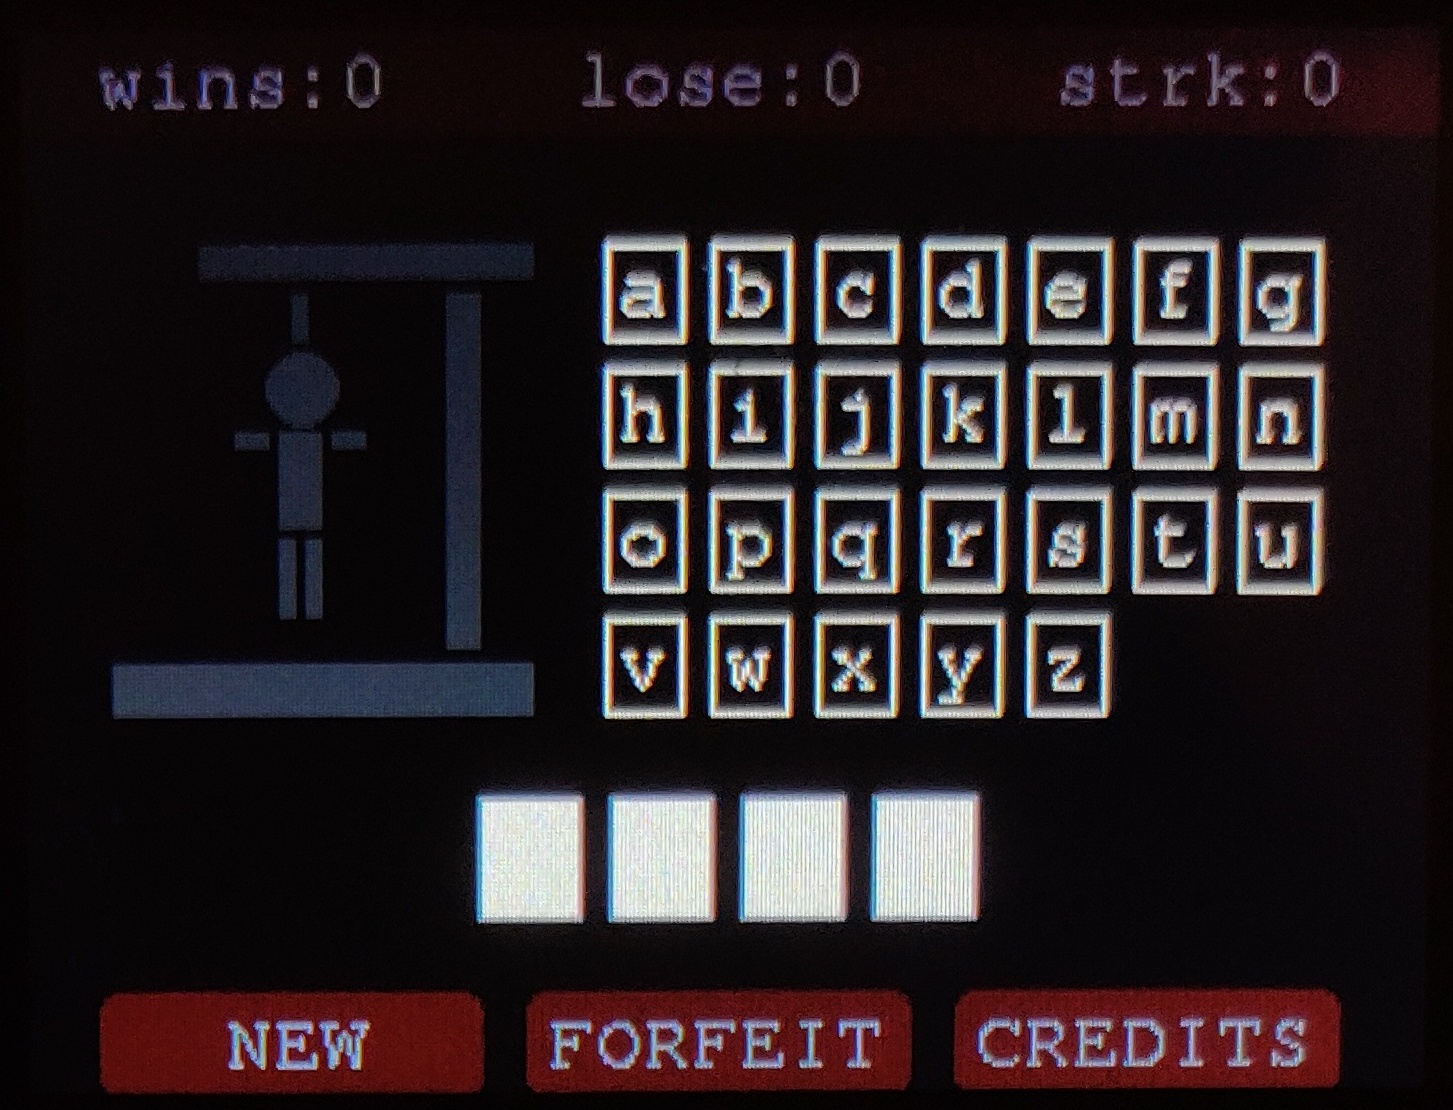 wins:0 lose:0 strk:0
a b c d e f g
h i j k l m n
o p q r s t u
v w x y z
NEW FORFEIT CREDITS